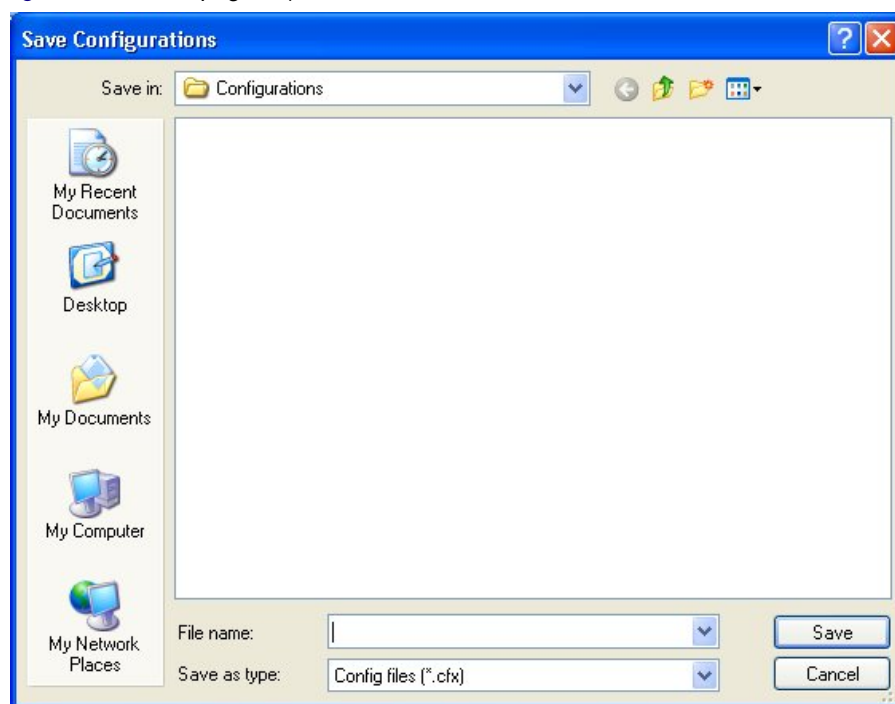 Save Configurations
Save in: Configurations
My Recent
Documents
Desktop
My Documents
My Computer
My Network
Places
File name:
Save
Save as type: Config files (*.cfx)
Cancel